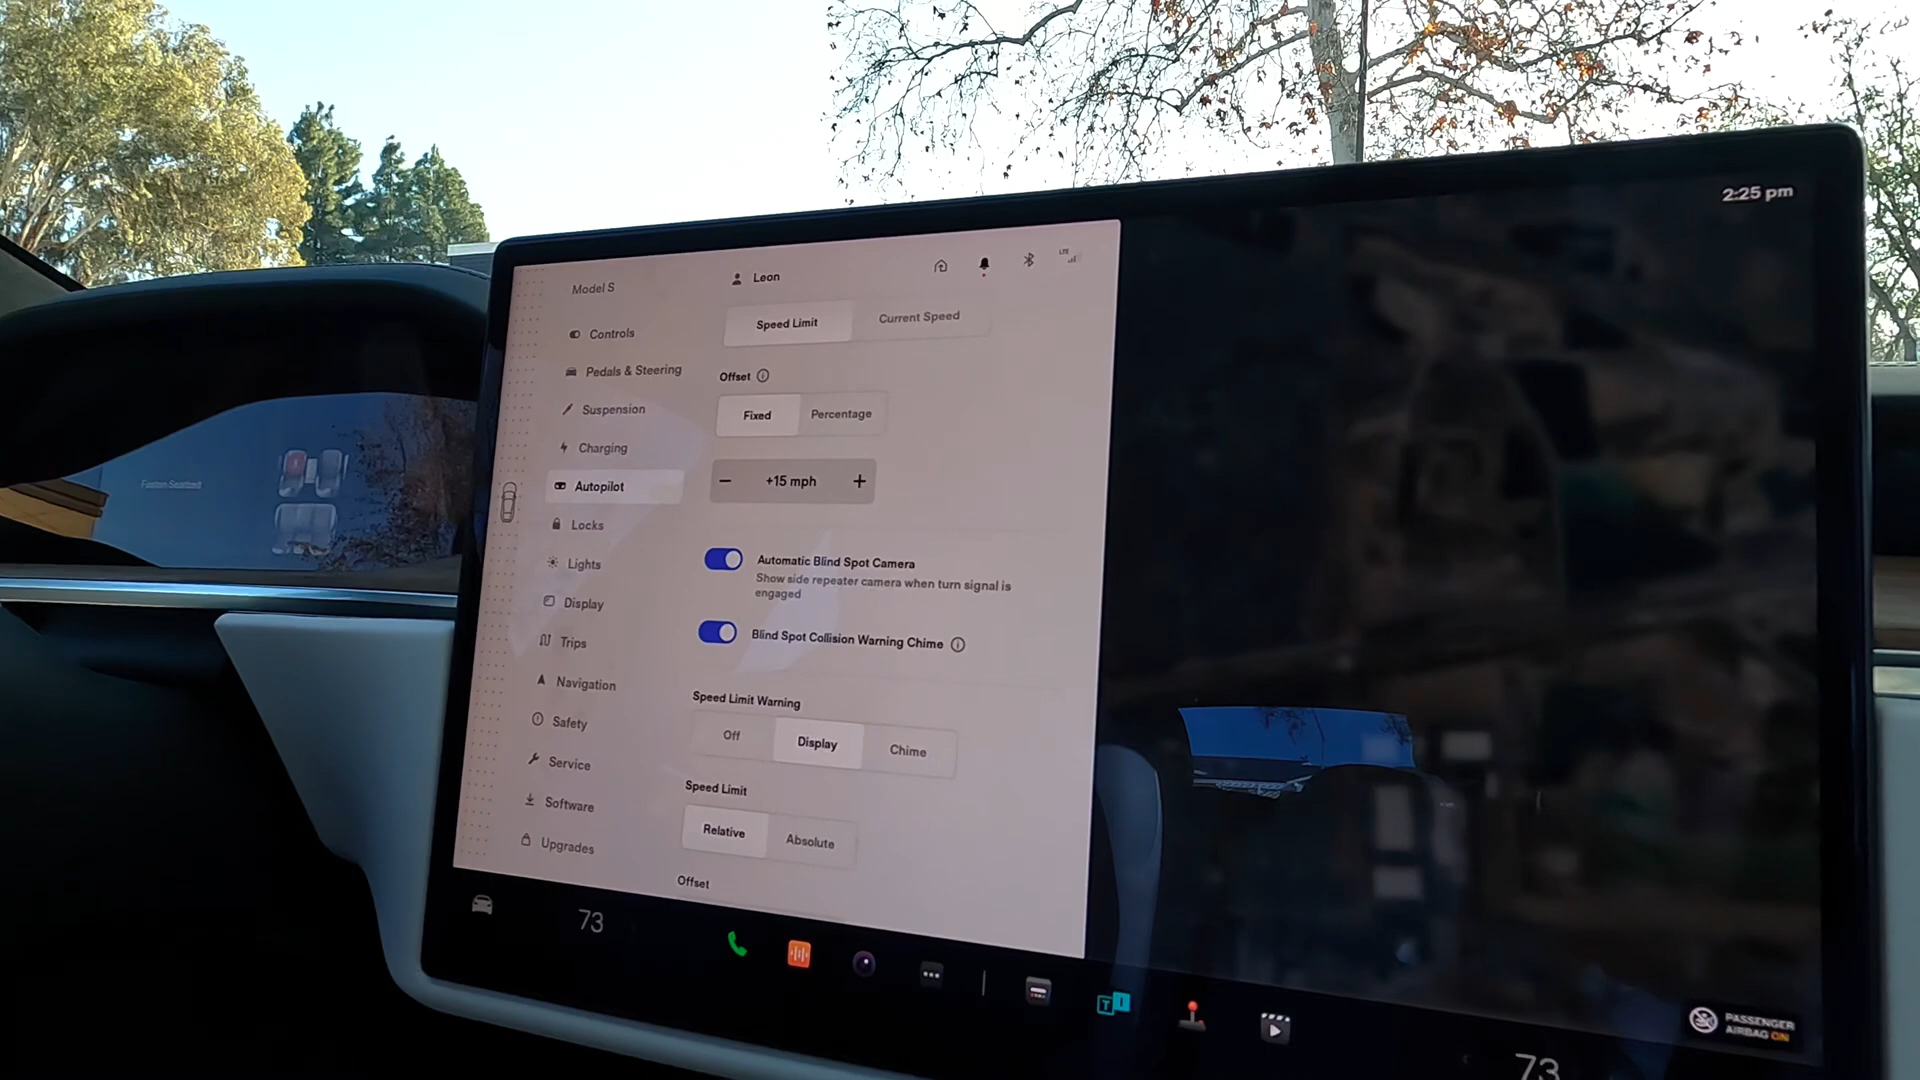 2:25 pm
Model S
Leon
LTE
Speed Limit
Current Speed
Controls
Pedals & Steering
Suspension
Charging
Autopilot
Locks
Lights
Display
Trips
Navigation
Safety
Service
Software
Upgrades
Offset
Fixed
Percentage
− +15 mph +
Automatic Blind Spot Camera
Show side repeater camera when turn signal is
engaged
Blind Spot Collision Warning Chime
Speed Limit Warning
Off
Display
Chime
Speed Limit
Relative
Absolute
Offset
Fasten Seatbelt
73
73
PASSENGER
AIRBAG ON